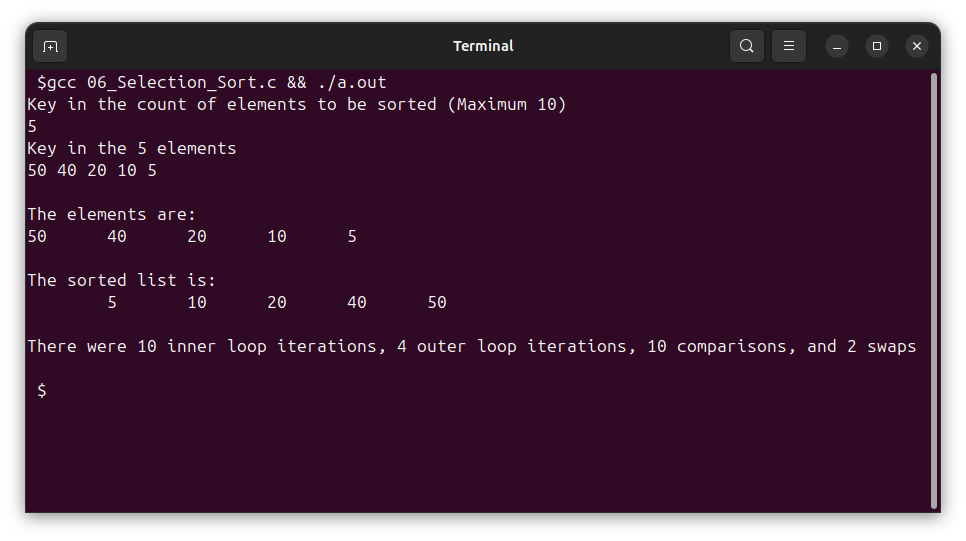 Terminal
$gcc 06_Selection_Sort.c && ./a.out
Key in the count of elements to be sorted (Maximum 10)
5
Key in the 5 elements
50 40 20 10 5
The elements are:
50 40 20 10 5
The sorted list is:
5 10 20 40 50
There were 10 inner loop iterations, 4 outer loop iterations, 10 comparisons, and 2 swaps
$